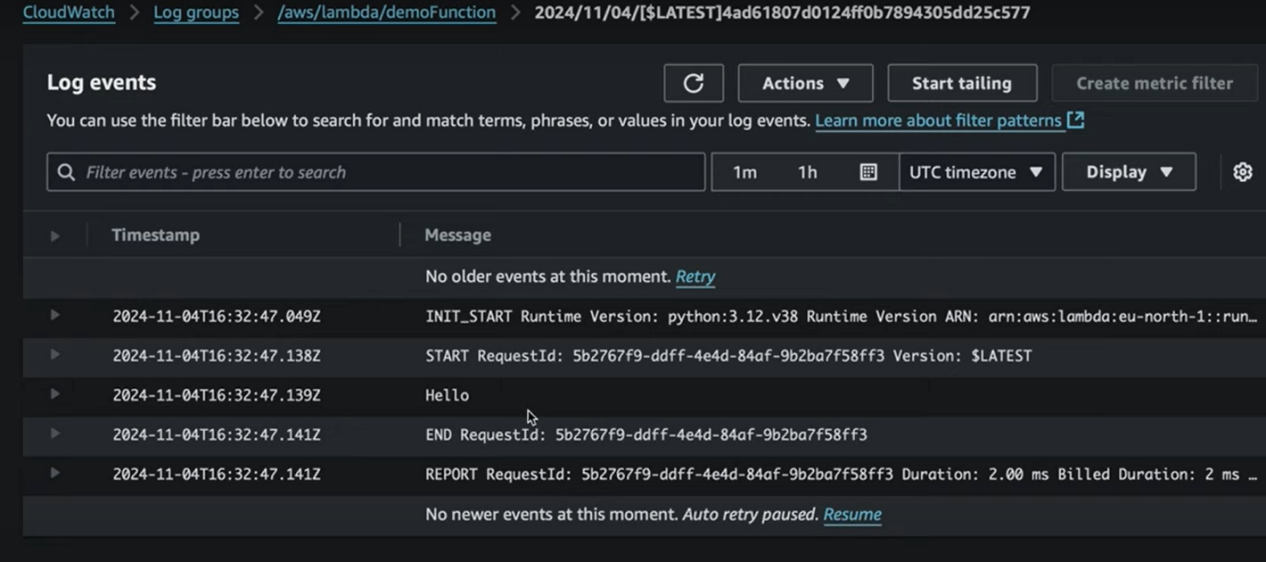 CloudWatch > Log groups > /aws/lambda/demoFunction > 2024/11/04/[$LATEST]4ad61807d0124ff0b7894305dd25c577
Log events
Actions
Start tailing
Create metric filter
You can use the filter bar below to search for and match terms, phrases, or values in your log events. Learn more about filter patterns
Filter events - press enter to search
1m 1h
UTC timezone
Display
Timestamp Message
No older events at this moment. Retry
2024-11-04T16:32:47.049Z INIT_START Runtime Version: python:3.12.v38 Runtime Version ARN: arn:aws:lambda:eu-north-1::run…
2024-11-04T16:32:47.138Z START RequestId: 5b2767f9-ddff-4e4d-84af-9b2ba7f58ff3 Version: $LATEST
2024-11-04T16:32:47.139Z Hello
2024-11-04T16:32:47.141Z END RequestId: 5b2767f9-ddff-4e4d-84af-9b2ba7f58ff3
2024-11-04T16:32:47.141Z REPORT RequestId: 5b2767f9-ddff-4e4d-84af-9b2ba7f58ff3 Duration: 2.00 ms Billed Duration: 2 ms …
No newer events at this moment. Auto retry paused. Resume